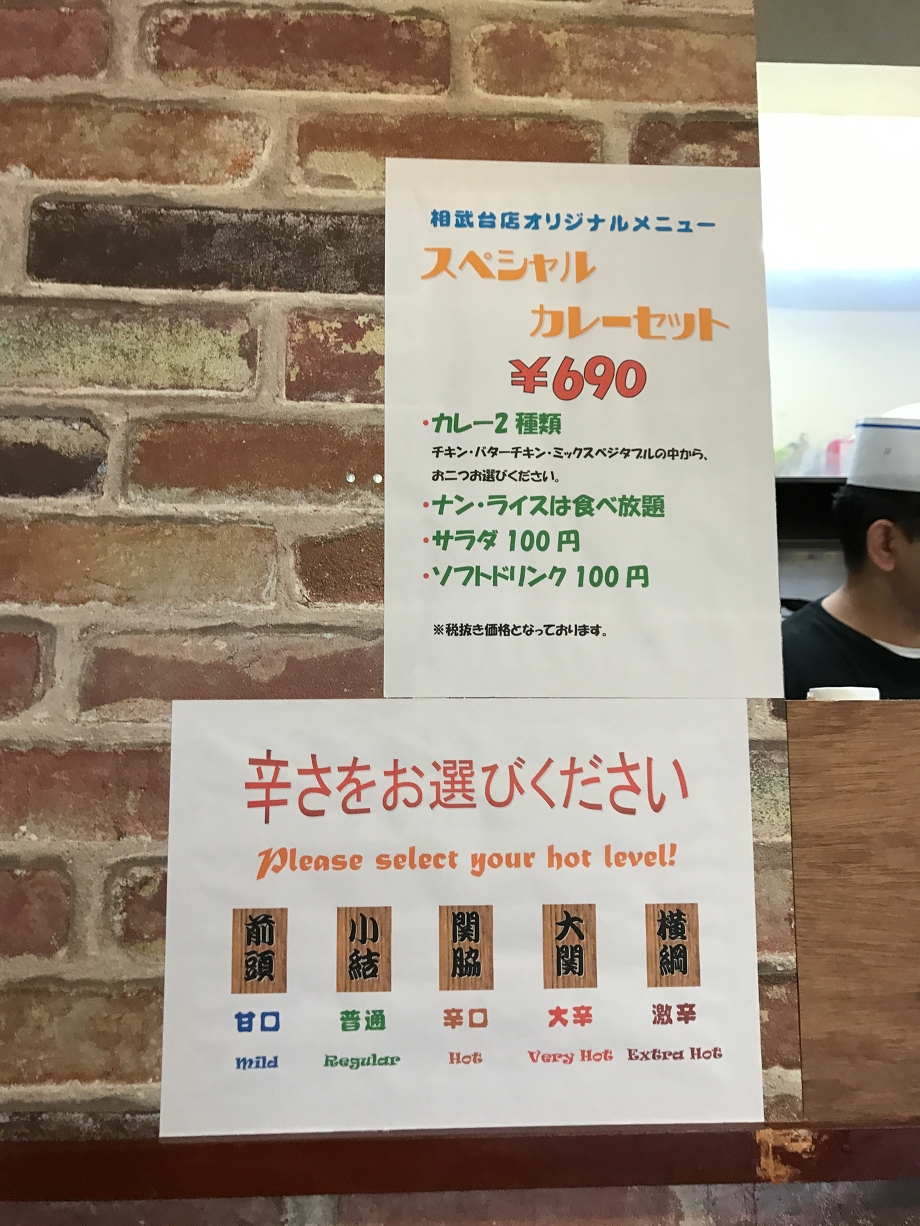 相武台店オリジナルメニュー
スペシャル
カレーセット
¥690
・カレー2種類
チキン・バターチキン・ミックスベジタブルの中から、
お二つお選びください。
・ナン・ライスは食べ放題
・サラダ 100円
・ソフトドリンク 100円
※税抜き価格となっております。
辛さをお選びください
Please select your hot level!
前頭 小結 関脇 大関 横綱
甘口 普通 辛口 大辛 激辛
Mild Regular Hot Very Hot Extra Hot